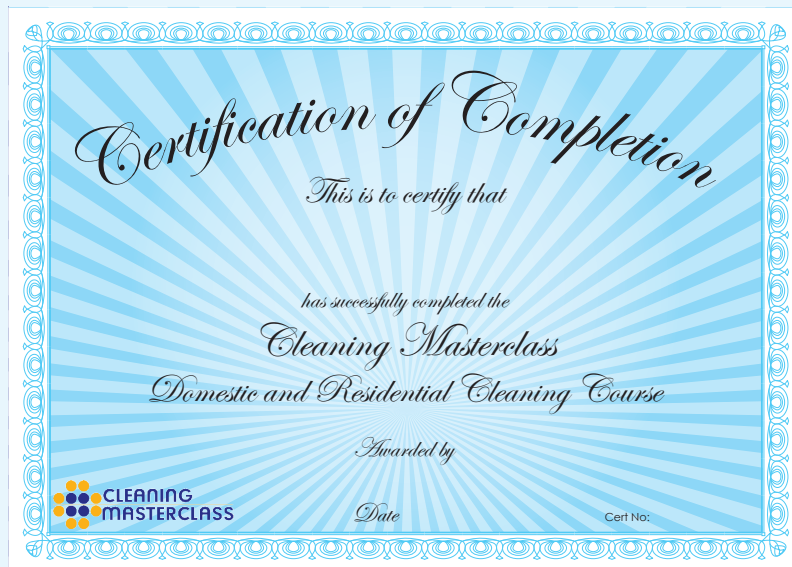 Certification of Completion
This is to certify that
has successfully completed the
Cleaning Masterclass
Domestic and Residential Cleaning Course
Awarded by
CLEANING
MASTERCLASS
Date
Cert No: